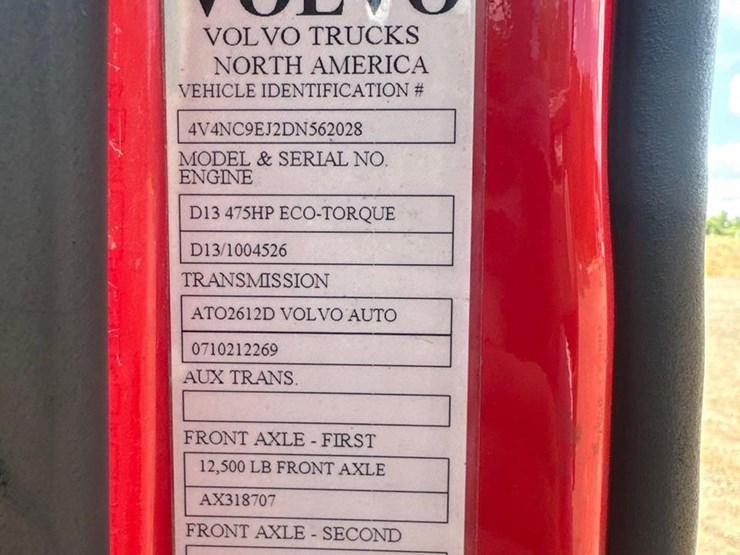 VOLVO
VOLVO TRUCKS
NORTH AMERICA
VEHICLE IDENTIFICATION #
4V4NC9EJ2DN562028
MODEL & SERIAL NO.
ENGINE
D13 475HP ECO-TORQUE
D13/1004526
TRANSMISSION
ATO2612D VOLVO AUTO
0710212269
AUX TRANS.
FRONT AXLE - FIRST
12,500 LB FRONT AXLE
AX318707
FRONT AXLE - SECOND